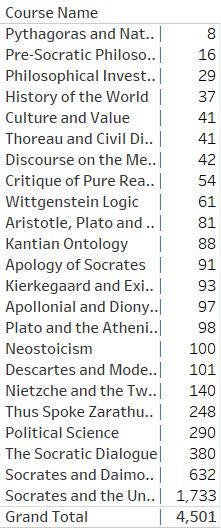 Course Name
Pythagoras and Nat.. 8
Pre-Socratic Philoso.. 16
Philosophical Invest.. 29
History of the World 37
Culture and Value 41
Thoreau and Civil Di.. 41
Discourse on the Me.. 42
Critique of Pure Rea.. 54
Wittgenstein Logic 61
Aristotle, Plato and .. 81
Kantian Ontology 88
Apology of Socrates 91
Kierkegaard and Exi.. 93
Apollonial and Diony.. 97
Plato and the Atheni.. 98
Neostoicism 100
Descartes and Mode.. 101
Nietzche and the Tw.. 140
Thus Spoke Zarathu.. 248
Political Science 290
The Socratic Dialogue 380
Socrates and Daimo.. 632
Socrates and the Un.. 1,733
Grand Total 4,501